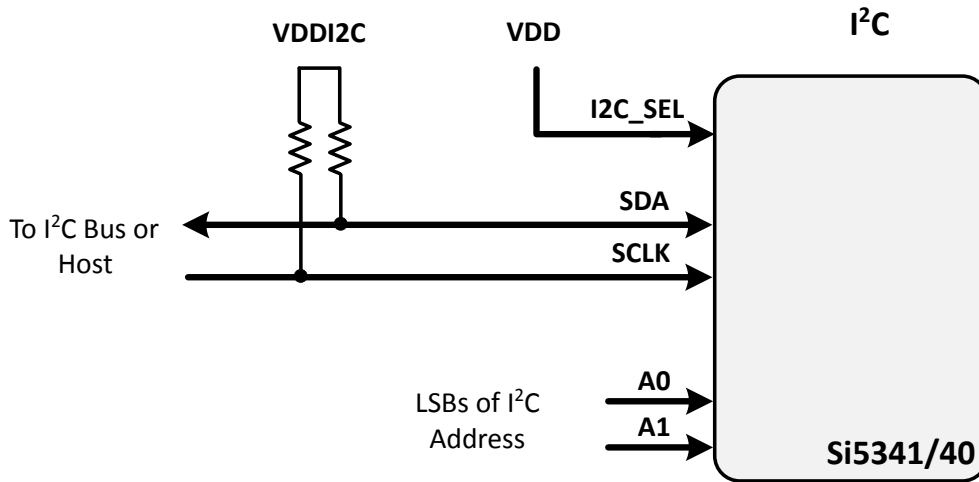 I²C
VDDI2C
VDD
I2C_SEL
SDA
To I²C Bus or
Host
SCLK
LSBs of I²C
Address
A0
A1
Si5341/40